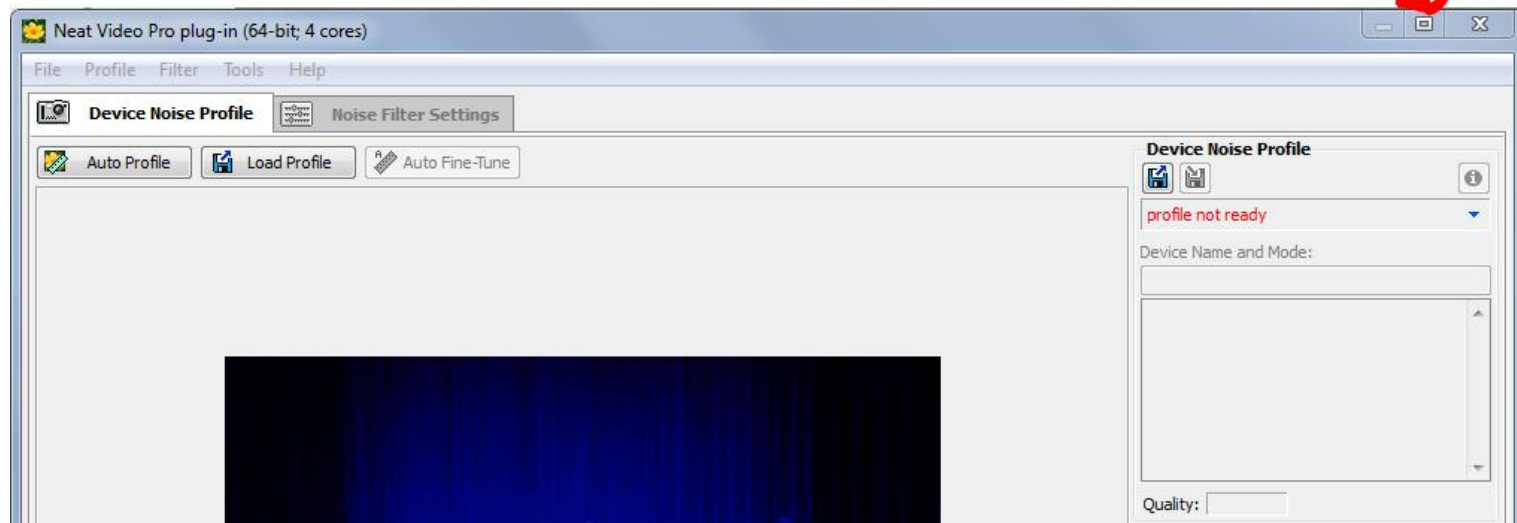 Neat Video Pro plug-in (64-bit; 4 cores)
File Profile Filter Tools Help
Device Noise Profile Noise Filter Settings
Auto Profile Load Profile Auto Fine-Tune
Device Noise Profile
profile not ready
Device Name and Mode:
Quality: